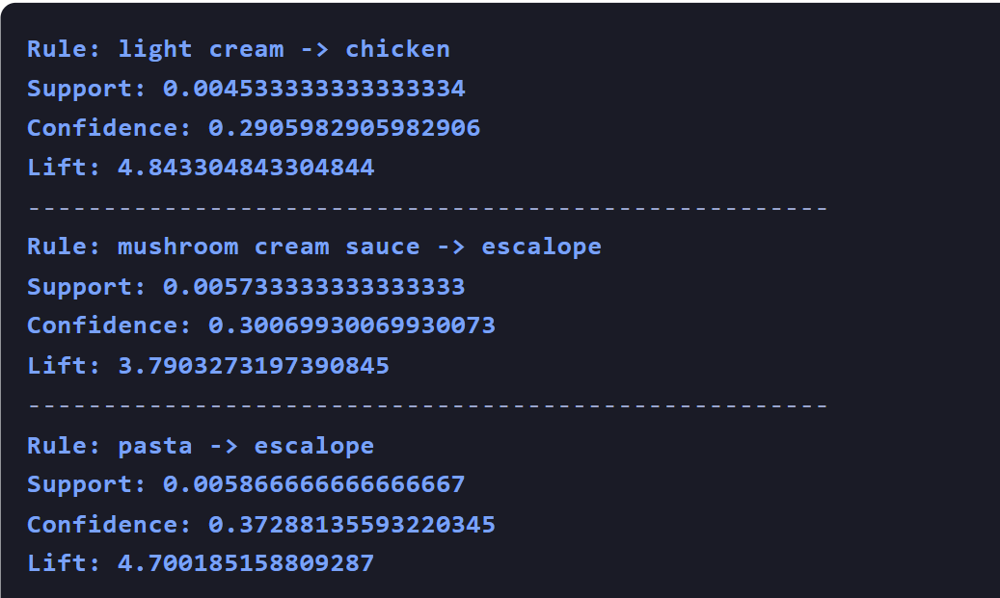 Rule: light cream -> chicken
Support: 0.004533333333333334
Confidence: 0.2905982905982906
Lift: 4.843304843304844
-----------------------------------------------------
Rule: mushroom cream sauce -> escalope
Support: 0.005733333333333333
Confidence: 0.30069930069930073
Lift: 3.7903273197390845
-----------------------------------------------------
Rule: pasta -> escalope
Support: 0.005866666666666667
Confidence: 0.37288135593220345
Lift: 4.700185158809287